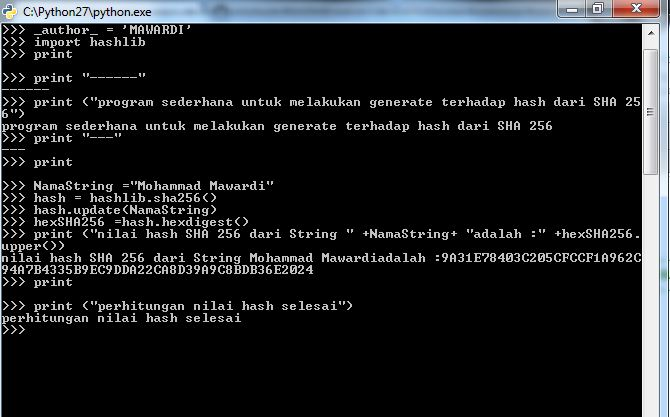 C:\Python27\python.exe
>>> _author_ = 'MAWARDI'
>>> import hashlib
>>> print
>>> print "------"
------
>>> print ("program sederhana untuk melakukan generate terhadap hash dari SHA 25
6")
program sederhana untuk melakukan generate terhadap hash dari SHA 256
>>> print "---"
---
>>> print
>>> NamaString ="Mohammad Mawardi"
>>> hash = hashlib.sha256()
>>> hash.update(NamaString)
>>> hexSHA256 =hash.hexdigest()
>>> print ("nilai hash SHA 256 dari String " +NamaString+ "adalah :" +hexSHA256.
upper())
nilai hash SHA 256 dari String Mohammad Mawardiadalah :9A31E78403C205CFCCF1A962C
94A7B4335B9EC9DDA22CA8D39A9C8BDB36E2024
>>> print
>>> print ("perhitungan nilai hash selesai")
perhitungan nilai hash selesai
>>>